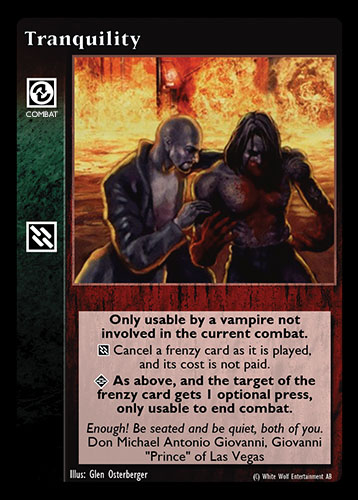 Tranquility
COMBAT
Only usable by a vampire not
involved in the current combat.
Cancel a frenzy card as it is played,
and its cost is not paid.
As above, and the target of the
frenzy card gets 1 optional press,
only usable to end combat.
Enough! Be seated and be quiet, both of you.
Don Michael Antonio Giovanni, Giovanni
"Prince" of Las Vegas
Illus: Glen Osterberger
(C) White Wolf Entertainment AB